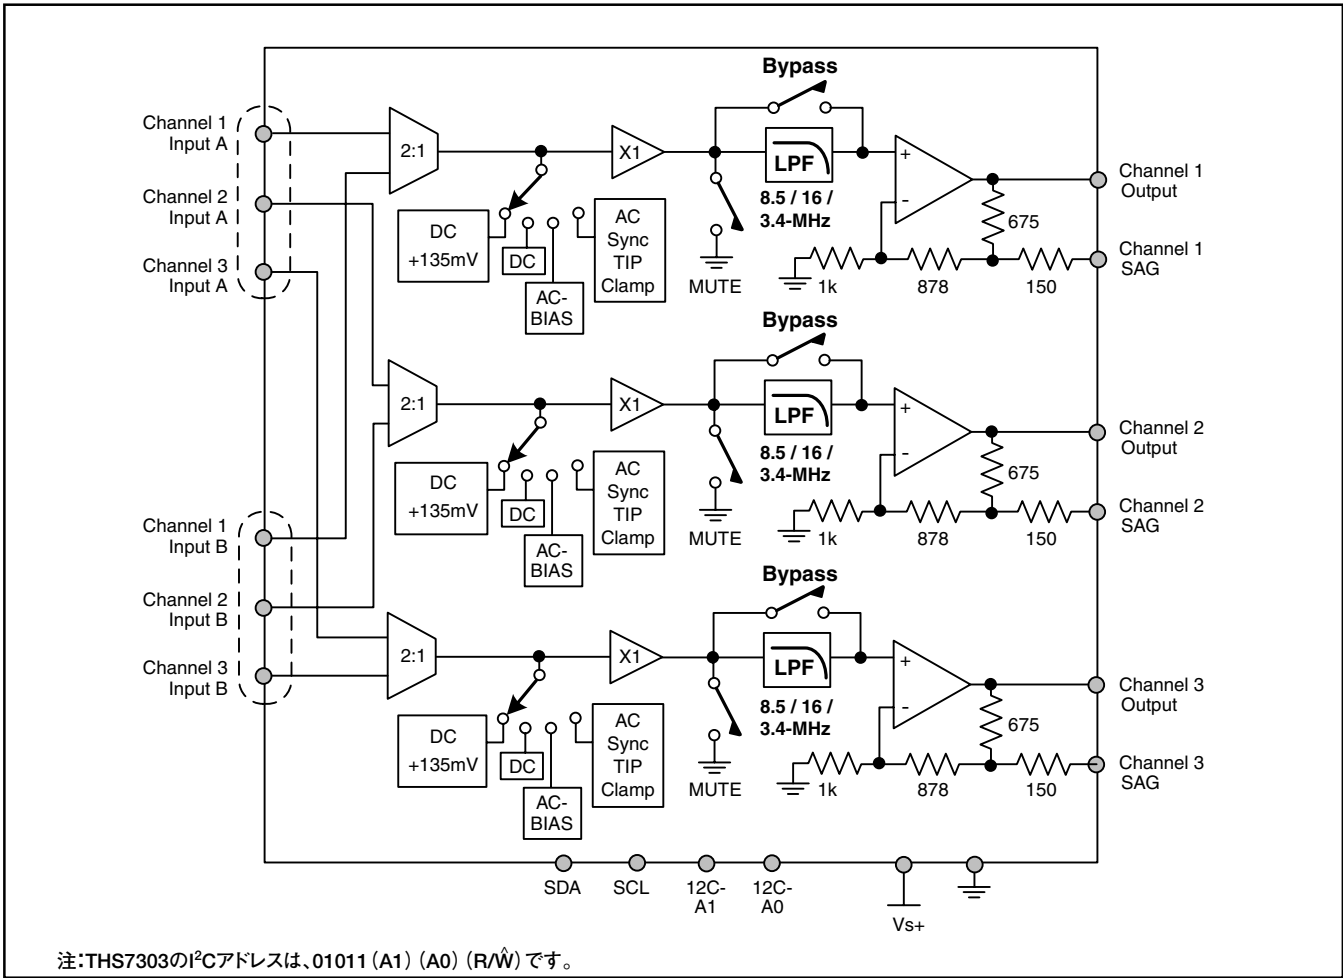 Channel 1
Input A
Channel 2
Input A
Channel 3
Input A
2:1
X1
Bypass
LPF
8.5 / 16 /
3.4-MHz
+
-
DC
+135mV
DC
AC-
BIAS
AC
Sync
TIP
Clamp
MUTE
1k
878
675
150
Channel 1
Output
Channel 1
SAG
2:1
X1
Bypass
LPF
8.5 / 16 /
3.4-MHz
+
-
DC
+135mV
DC
AC-
BIAS
AC
Sync
TIP
Clamp
MUTE
1k
878
675
150
Channel 2
Output
Channel 2
SAG
Channel 1
Input B
Channel 2
Input B
Channel 3
Input B
2:1
X1
Bypass
LPF
8.5 / 16 /
3.4-MHz
+
-
DC
+135mV
DC
AC-
BIAS
AC
Sync
TIP
Clamp
MUTE
1k
878
675
150
Channel 3
Output
Channel 3
SAG
SDA
SCL
12C-
A1
12C-
A0
Vs+
注:THS7303のI²Cアドレスは、01011 (A1) (A0) (R/Ŵ) です。